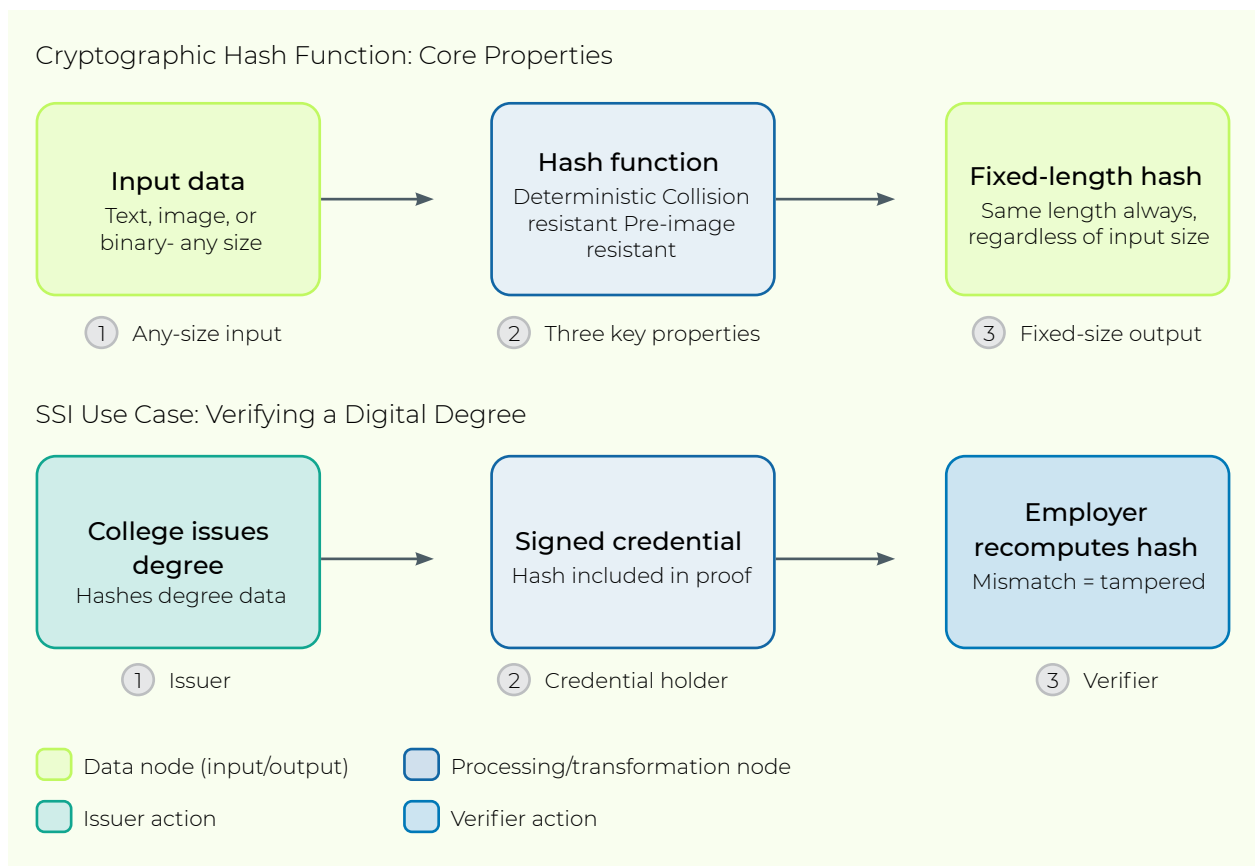 Cryptographic Hash Function: Core Properties
Input data
Text, image, or
binary- any size
Hash function
Deterministic Collision
resistant Pre-image
resistant
Fixed-length hash
Same length always,
regardless of input size
1 Any-size input
2 Three key properties
3 Fixed-size output
SSI Use Case: Verifying a Digital Degree
College issues
degree
Hashes degree data
Signed credential
Hash included in proof
Employer
recomputes hash
Mismatch = tampered
1 Issuer
2 Credential holder
3 Verifier
Data node (input/output)
Processing/transformation node
Issuer action
Verifier action